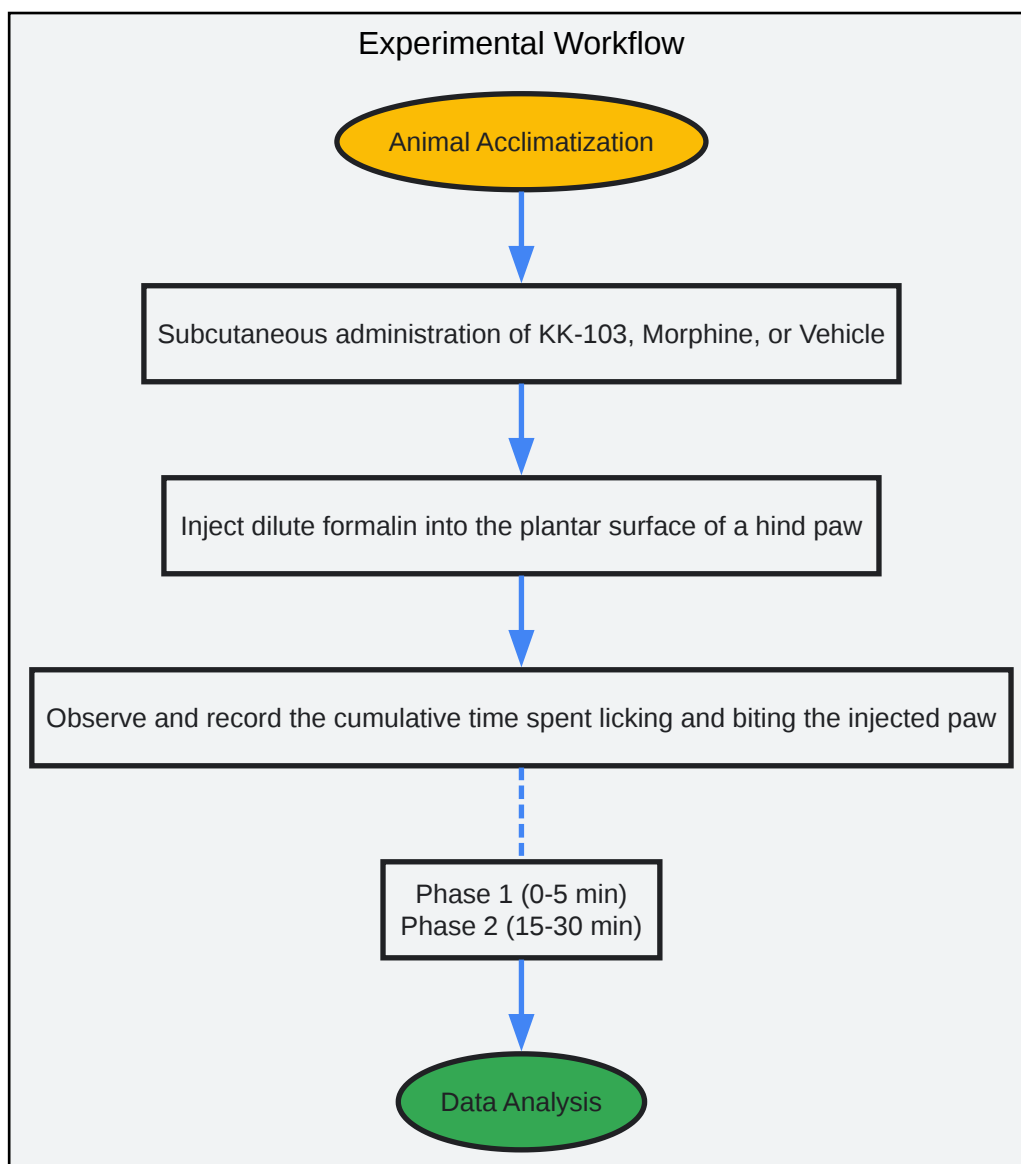 Experimental Workflow
Animal Acclimatization
Subcutaneous administration of KK-103, Morphine, or Vehicle
Inject dilute formalin into the plantar surface of a hind paw
Observe and record the cumulative time spent licking and biting the injected paw
Phase 1 (0-5 min)
Phase 2 (15-30 min)
Data Analysis